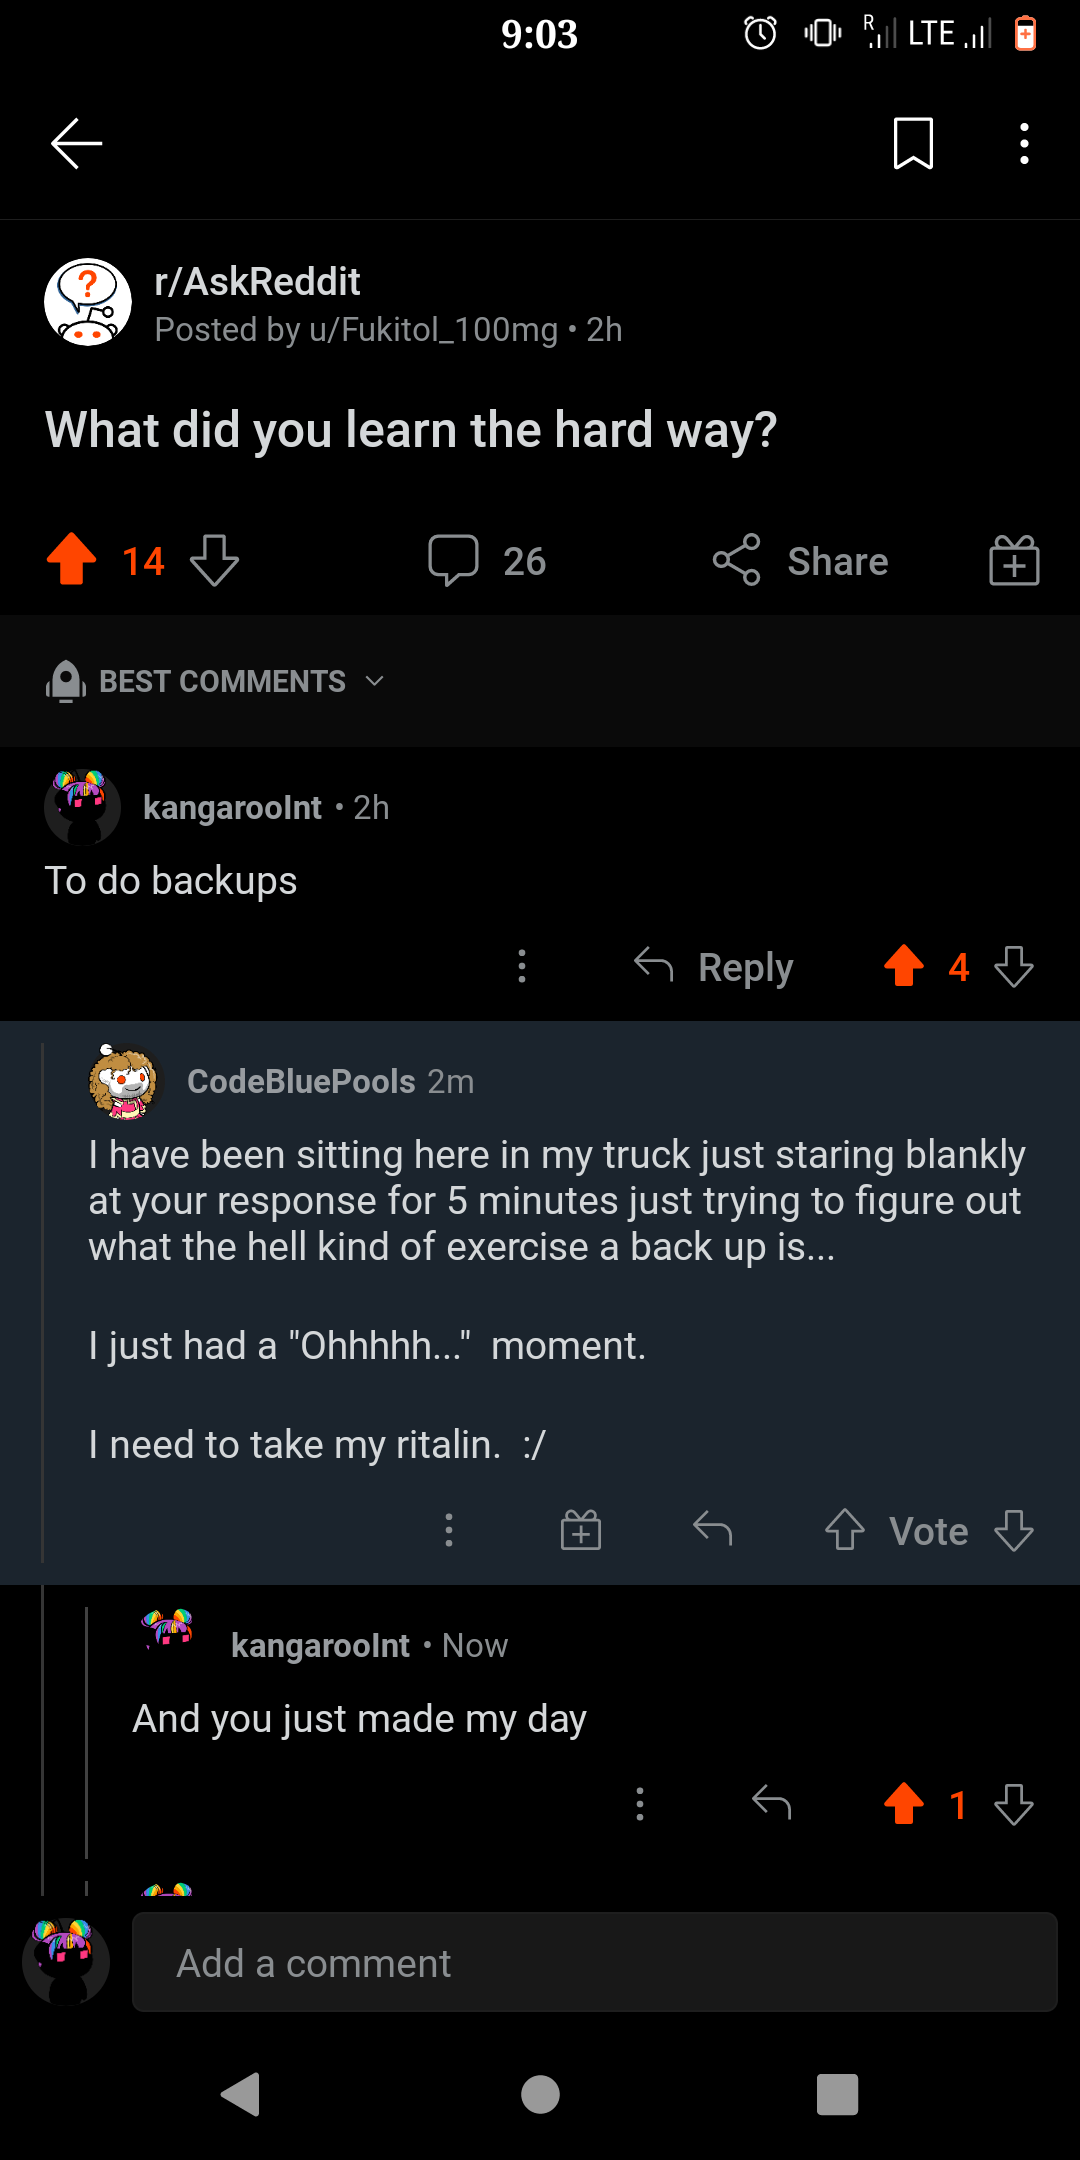 9:03
R
LTE
r/AskReddit
Posted by u/Fukitol_100mg • 2h
What did you learn the hard way?
14
26
Share
BEST COMMENTS
kangarooInt • 2h
To do backups
Reply
4
CodeBluePools 2m
I have been sitting here in my truck just staring blankly
at your response for 5 minutes just trying to figure out
what the hell kind of exercise a back up is...
I just had a "Ohhhhh..."  moment.
I need to take my ritalin.  :/
Vote
kangarooInt • Now
And you just made my day
1
Add a comment